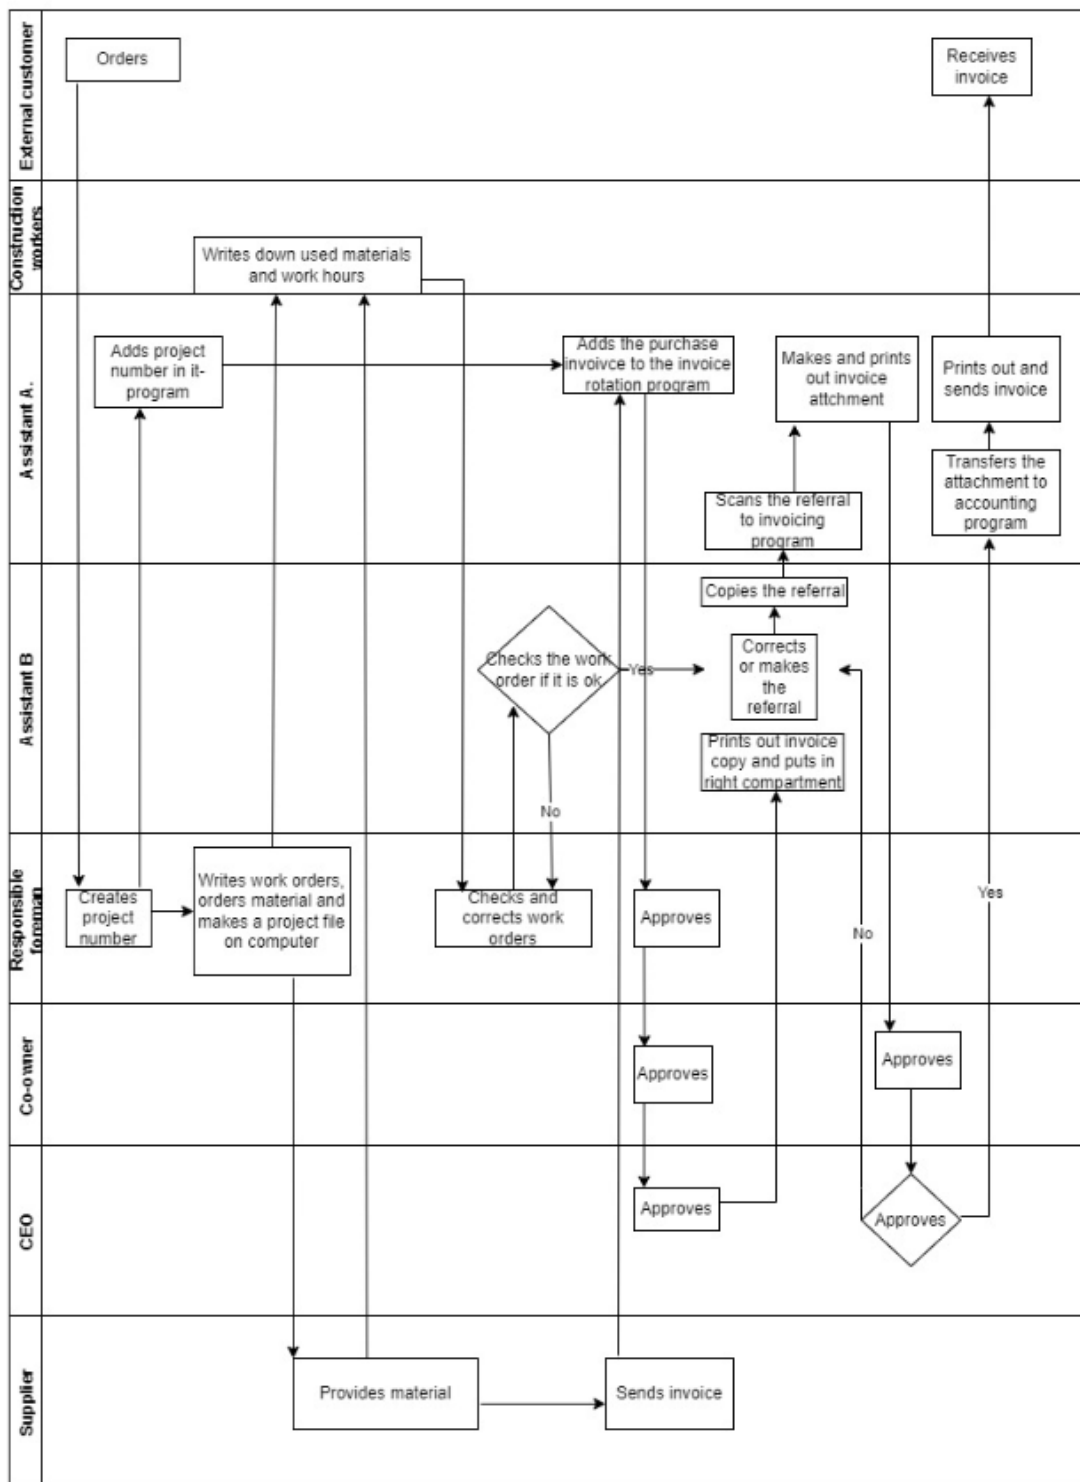 External customer
Orders
Receives
invoice
Construction
workers
Writes down used materials
and work hours
Assistant A.
Adds project
number in it-
program
Adds the purchase
invoivce to the invoice
rotation program
Makes and prints
out invoice
attchment
Prints out and
sends invoice
Transfers the
attachment to
accounting
program
Scans the referral
to invoicing
program
Assistant B
Copies the referral
Checks the work
order if it is ok
Yes
Corrects
or makes
the
referral
Prints out invoice
copy and puts in
right compartment
No
Responsible
foreman
Creates
project
number
Writes work orders,
orders material and
makes a project file
on computer
Checks and
corrects work
orders
Approves
No
Yes
Co-owner
Approves
Approves
CEO
Approves
Approves
Supplier
Provides material
Sends invoice